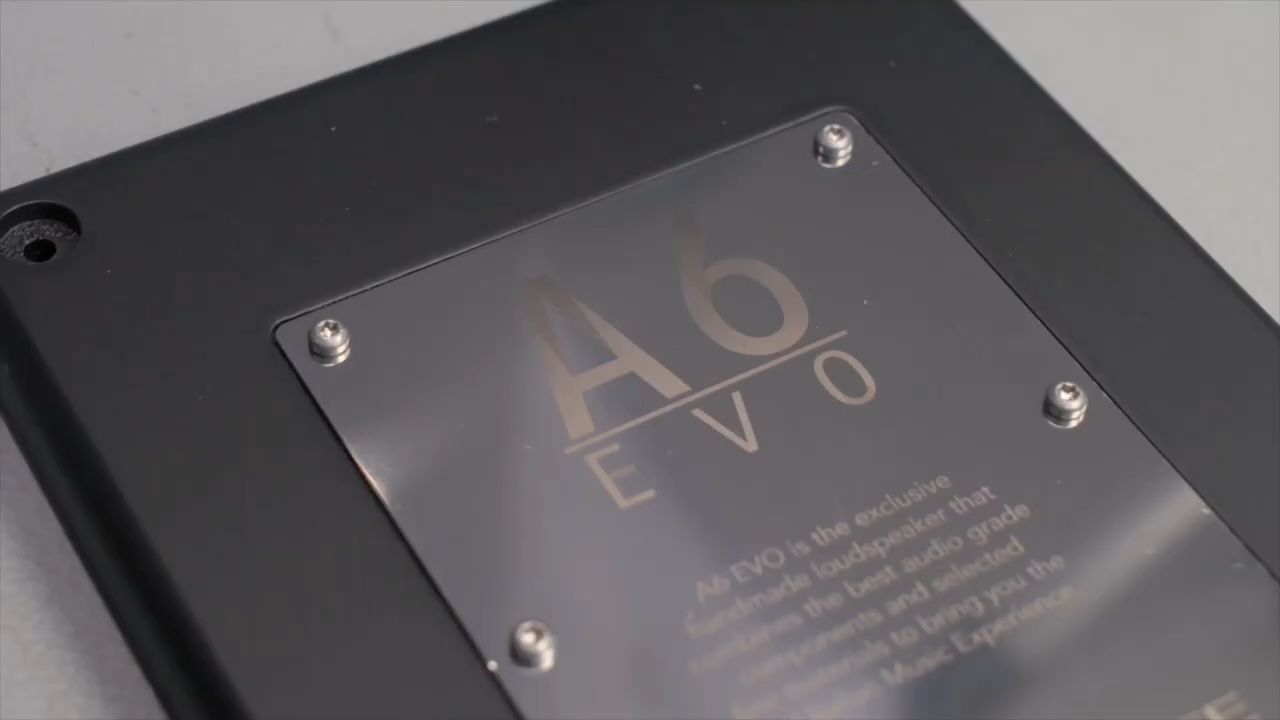 A6
EVO
A6 EVO is the exclusive
handmade loudspeaker that
combines the best audio grade
components and selected
materials to bring you the
Music Experience